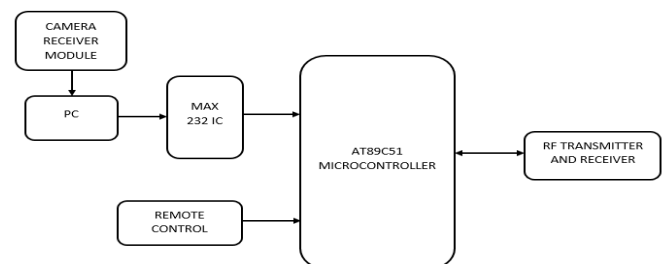 CAMERA
RECEIVER
MODULE
PC
MAX
232 IC
AT89C51
MICROCONTROLLER
RF TRANSMITTER
AND RECEIVER
REMOTE
CONTROL